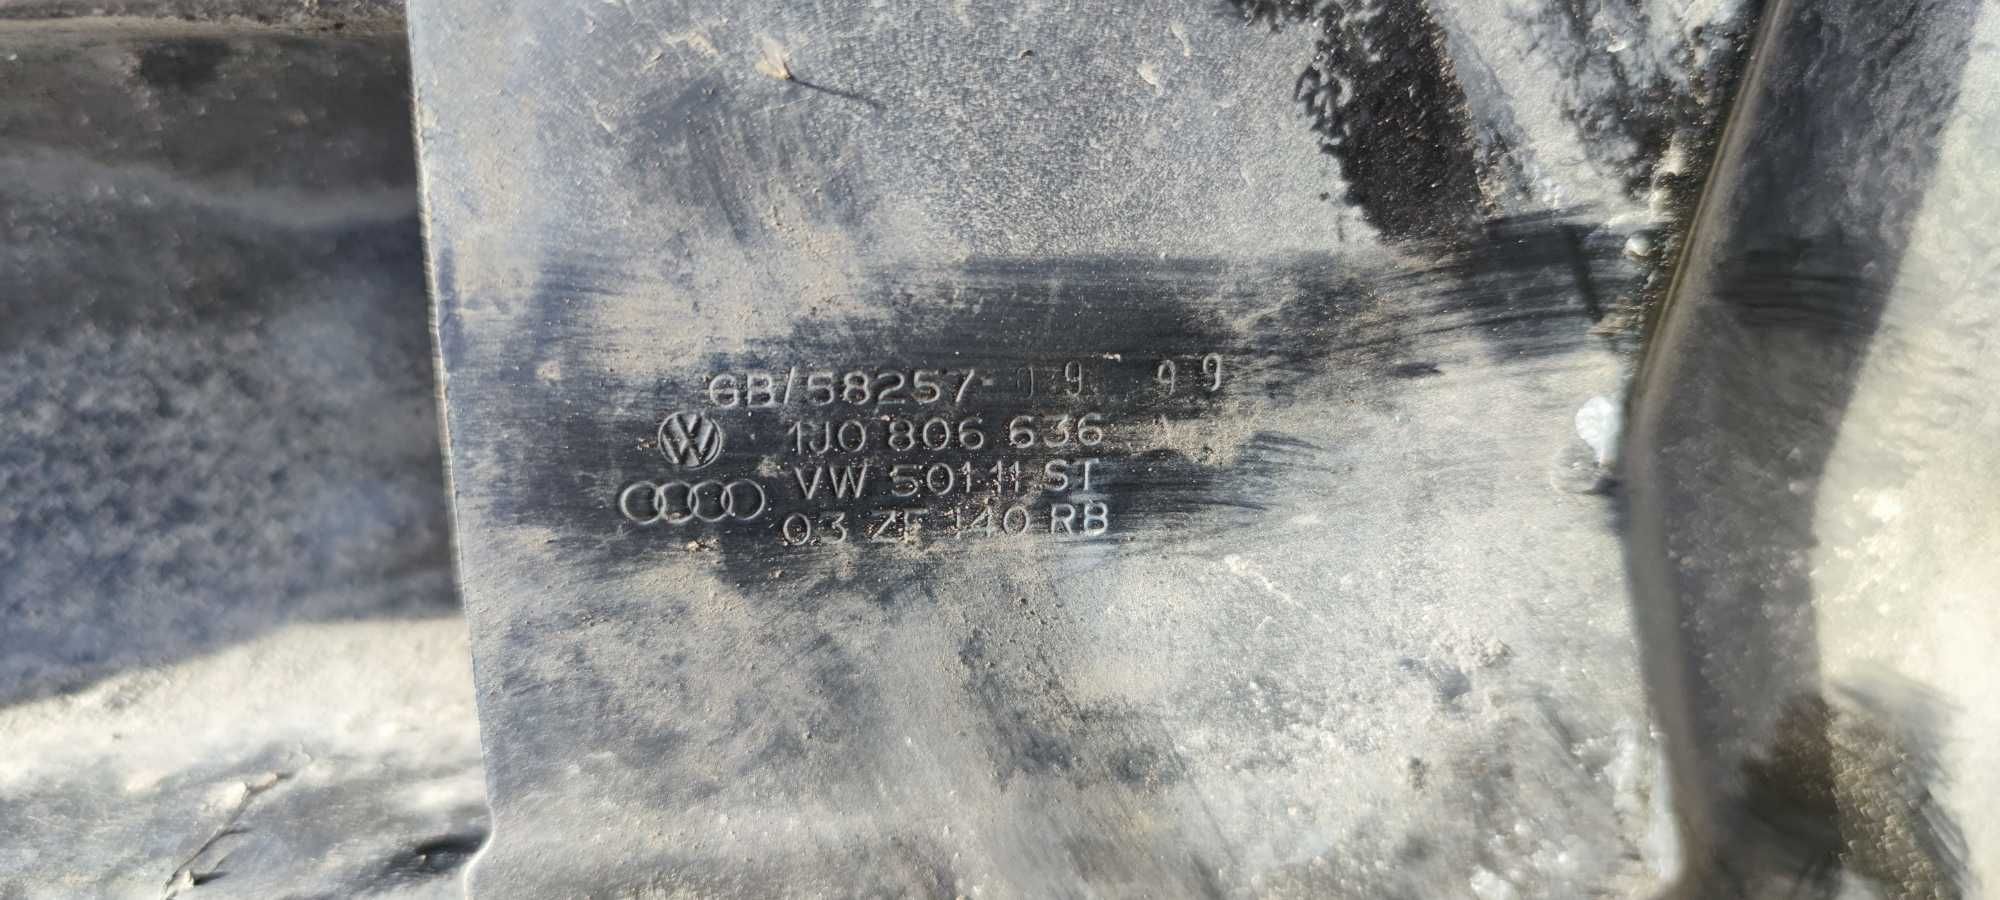 GB/58257-09 99
1J0 806 636
VW 50111 ST
03 ZF 140 RB